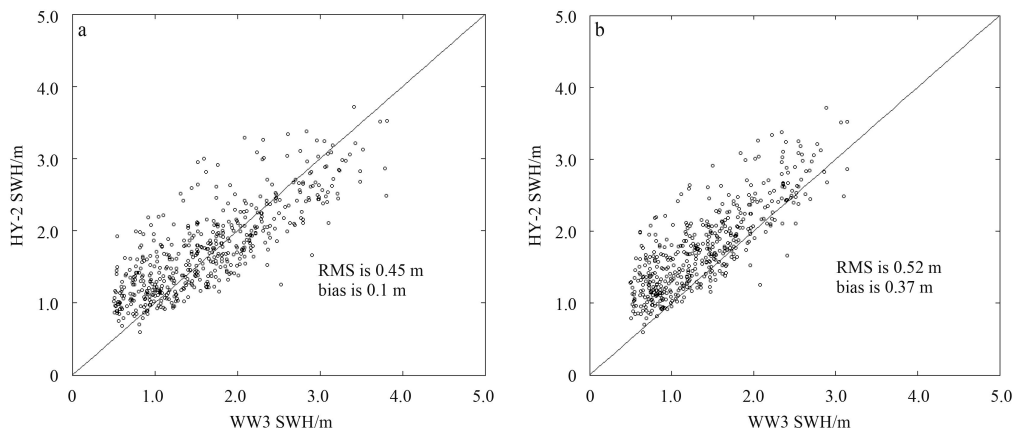 a
5.0
4.0
3.0
2.0
1.0
0
HY-2 SWH/m
RMS is 0.45 m
bias is 0.1 m
0 1.0 2.0 3.0 4.0 5.0
WW3 SWH/m
b
5.0
4.0
3.0
2.0
1.0
0
HY-2 SWH/m
RMS is 0.52 m
bias is 0.37 m
0 1.0 2.0 3.0 4.0 5.0
WW3 SWH/m